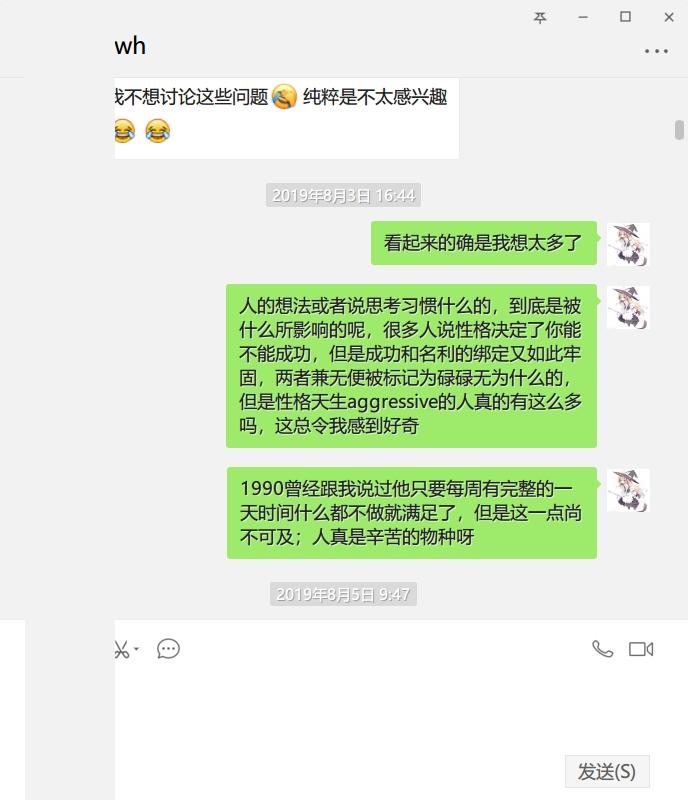 wh
我不想讨论这些问题 纯粹是不太感兴趣
2019年8月3日 16:44
看起来的确是我想太多了
人的想法或者说思考习惯什么的，到底是被
什么所影响的呢，很多人说性格决定了你能
不能成功，但是成功和名利的绑定又如此牢
固，两者兼无便被标记为碌碌无为什么的，
但是性格天生aggressive的人真的有这么多
吗，这总令我感到好奇
1990曾经跟我说过他只要每周有完整的一
天时间什么都不做就满足了，但是这一点尚
不可及；人真是辛苦的物种呀
2019年8月5日 9:47
发送(S)